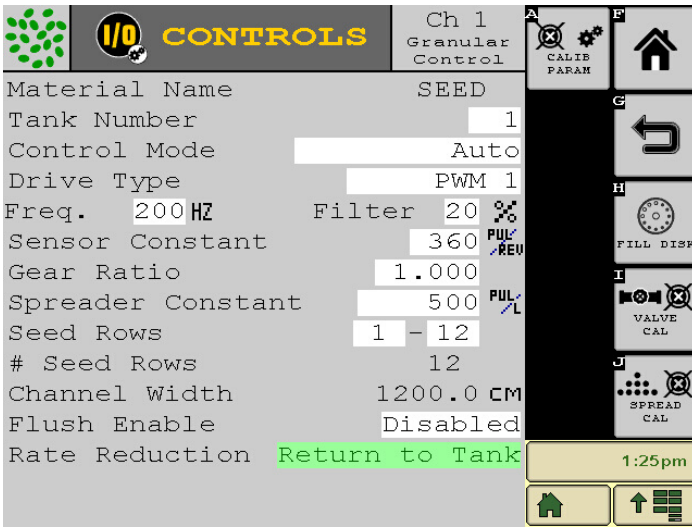 I/O CONTROLS
Ch 1
Granular
Control
Material Name SEED
Tank Number 1
Control Mode Auto
Drive Type PWM 1
Freq. 200 HZ Filter 20 %
Sensor Constant 360 PUL/REV
Gear Ratio 1.000
Spreader Constant 500 PUL/L
Seed Rows 1 - 12
# Seed Rows 12
Channel Width 1200.0 CM
Flush Enable Disabled
Rate Reduction Return to Tank
A
CALIB
PARAM
F
G
H
FILL DISK
I
VALVE
CAL
J
SPREAD
CAL
1:25pm